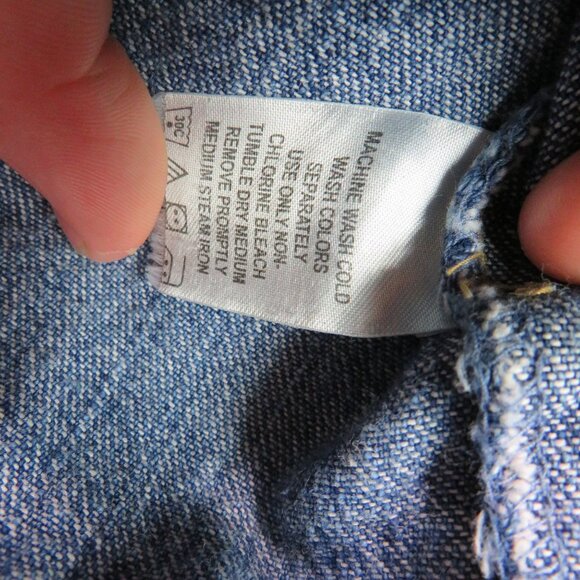 MACHINE WASH COLD
WASH COLORS
SEPARATELY
USE ONLY NON-
CHLORINE BLEACH
TUMBLE DRY MEDIUM
REMOVE PROMPTLY
MEDIUM STEAM IRON
30C